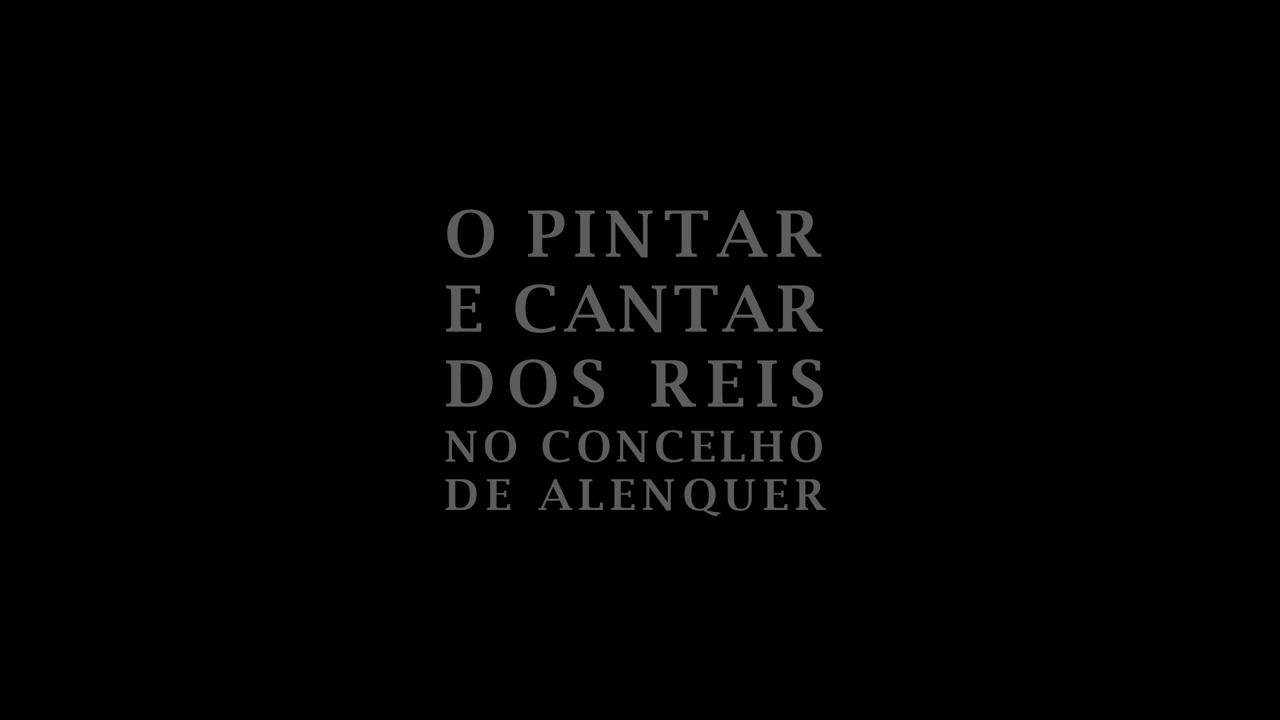 O PINTAR
E CANTAR
DOS REIS
NO CONCELHO
DE ALENQUER